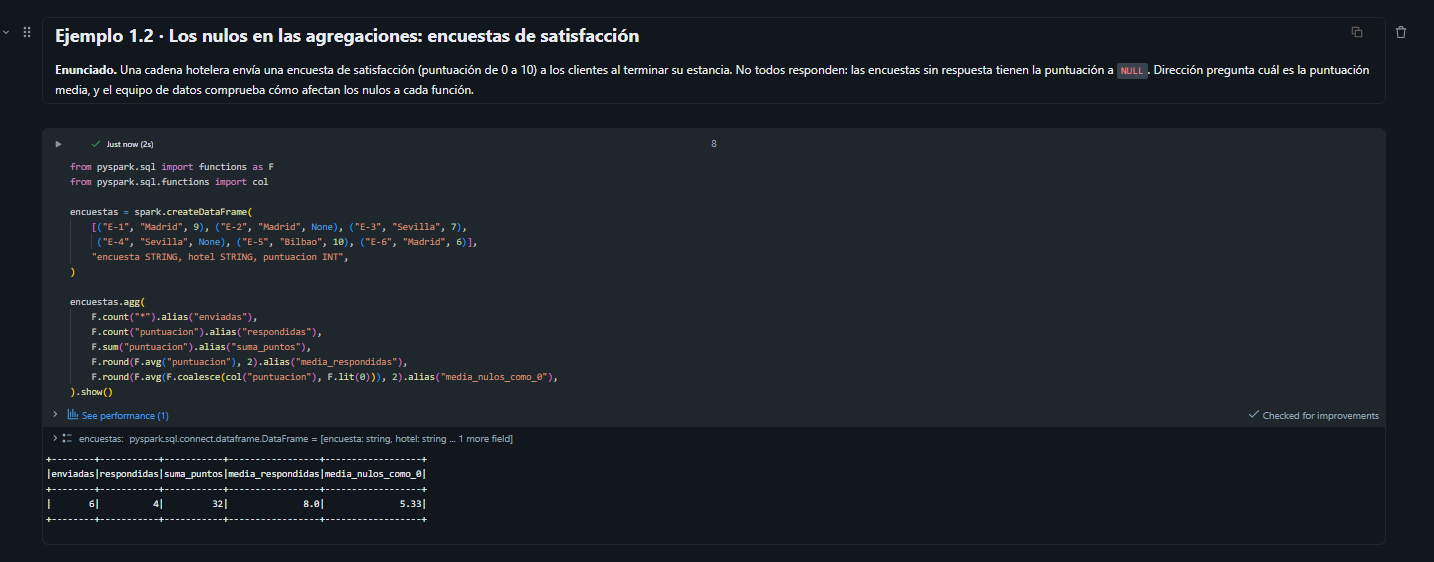 Ejemplo 1.2 · Los nulos en las agregaciones: encuestas de satisfacción
Enunciado. Una cadena hotelera envía una encuesta de satisfacción (puntuación de 0 a 10) a los clientes al terminar su estancia. No todos responden: las encuestas sin respuesta tienen la puntuación a NULL. Dirección pregunta cuál es la puntuación
media, y el equipo de datos comprueba cómo afectan los nulos a cada función.
Just now (2s)
8
from pyspark.sql import functions as F
from pyspark.sql.functions import col

encuestas = spark.createDataFrame(
    [("E-1", "Madrid", 9), ("E-2", "Madrid", None), ("E-3", "Sevilla", 7),
     ("E-4", "Sevilla", None), ("E-5", "Bilbao", 10), ("E-6", "Madrid", 6)],
    "encuesta STRING, hotel STRING, puntuacion INT",
)

encuestas.agg(
    F.count("*").alias("enviadas"),
    F.count("puntuacion").alias("respondidas"),
    F.sum("puntuacion").alias("suma_puntos"),
    F.round(F.avg("puntuacion"), 2).alias("media_respondidas"),
    F.round(F.avg(F.coalesce(col("puntuacion"), F.lit(0))), 2).alias("media_nulos_como_0"),
).show()
See performance (1)
Checked for improvements
encuestas: pyspark.sql.connect.dataframe.DataFrame = [encuesta: string, hotel: string ... 1 more field]
+--------+-----------+-----------+-----------------+------------------+
|enviadas|respondidas|suma_puntos|media_respondidas|media_nulos_como_0|
+--------+-----------+-----------+-----------------+------------------+
|       6|          4|         32|              8.0|              5.33|
+--------+-----------+-----------+-----------------+------------------+